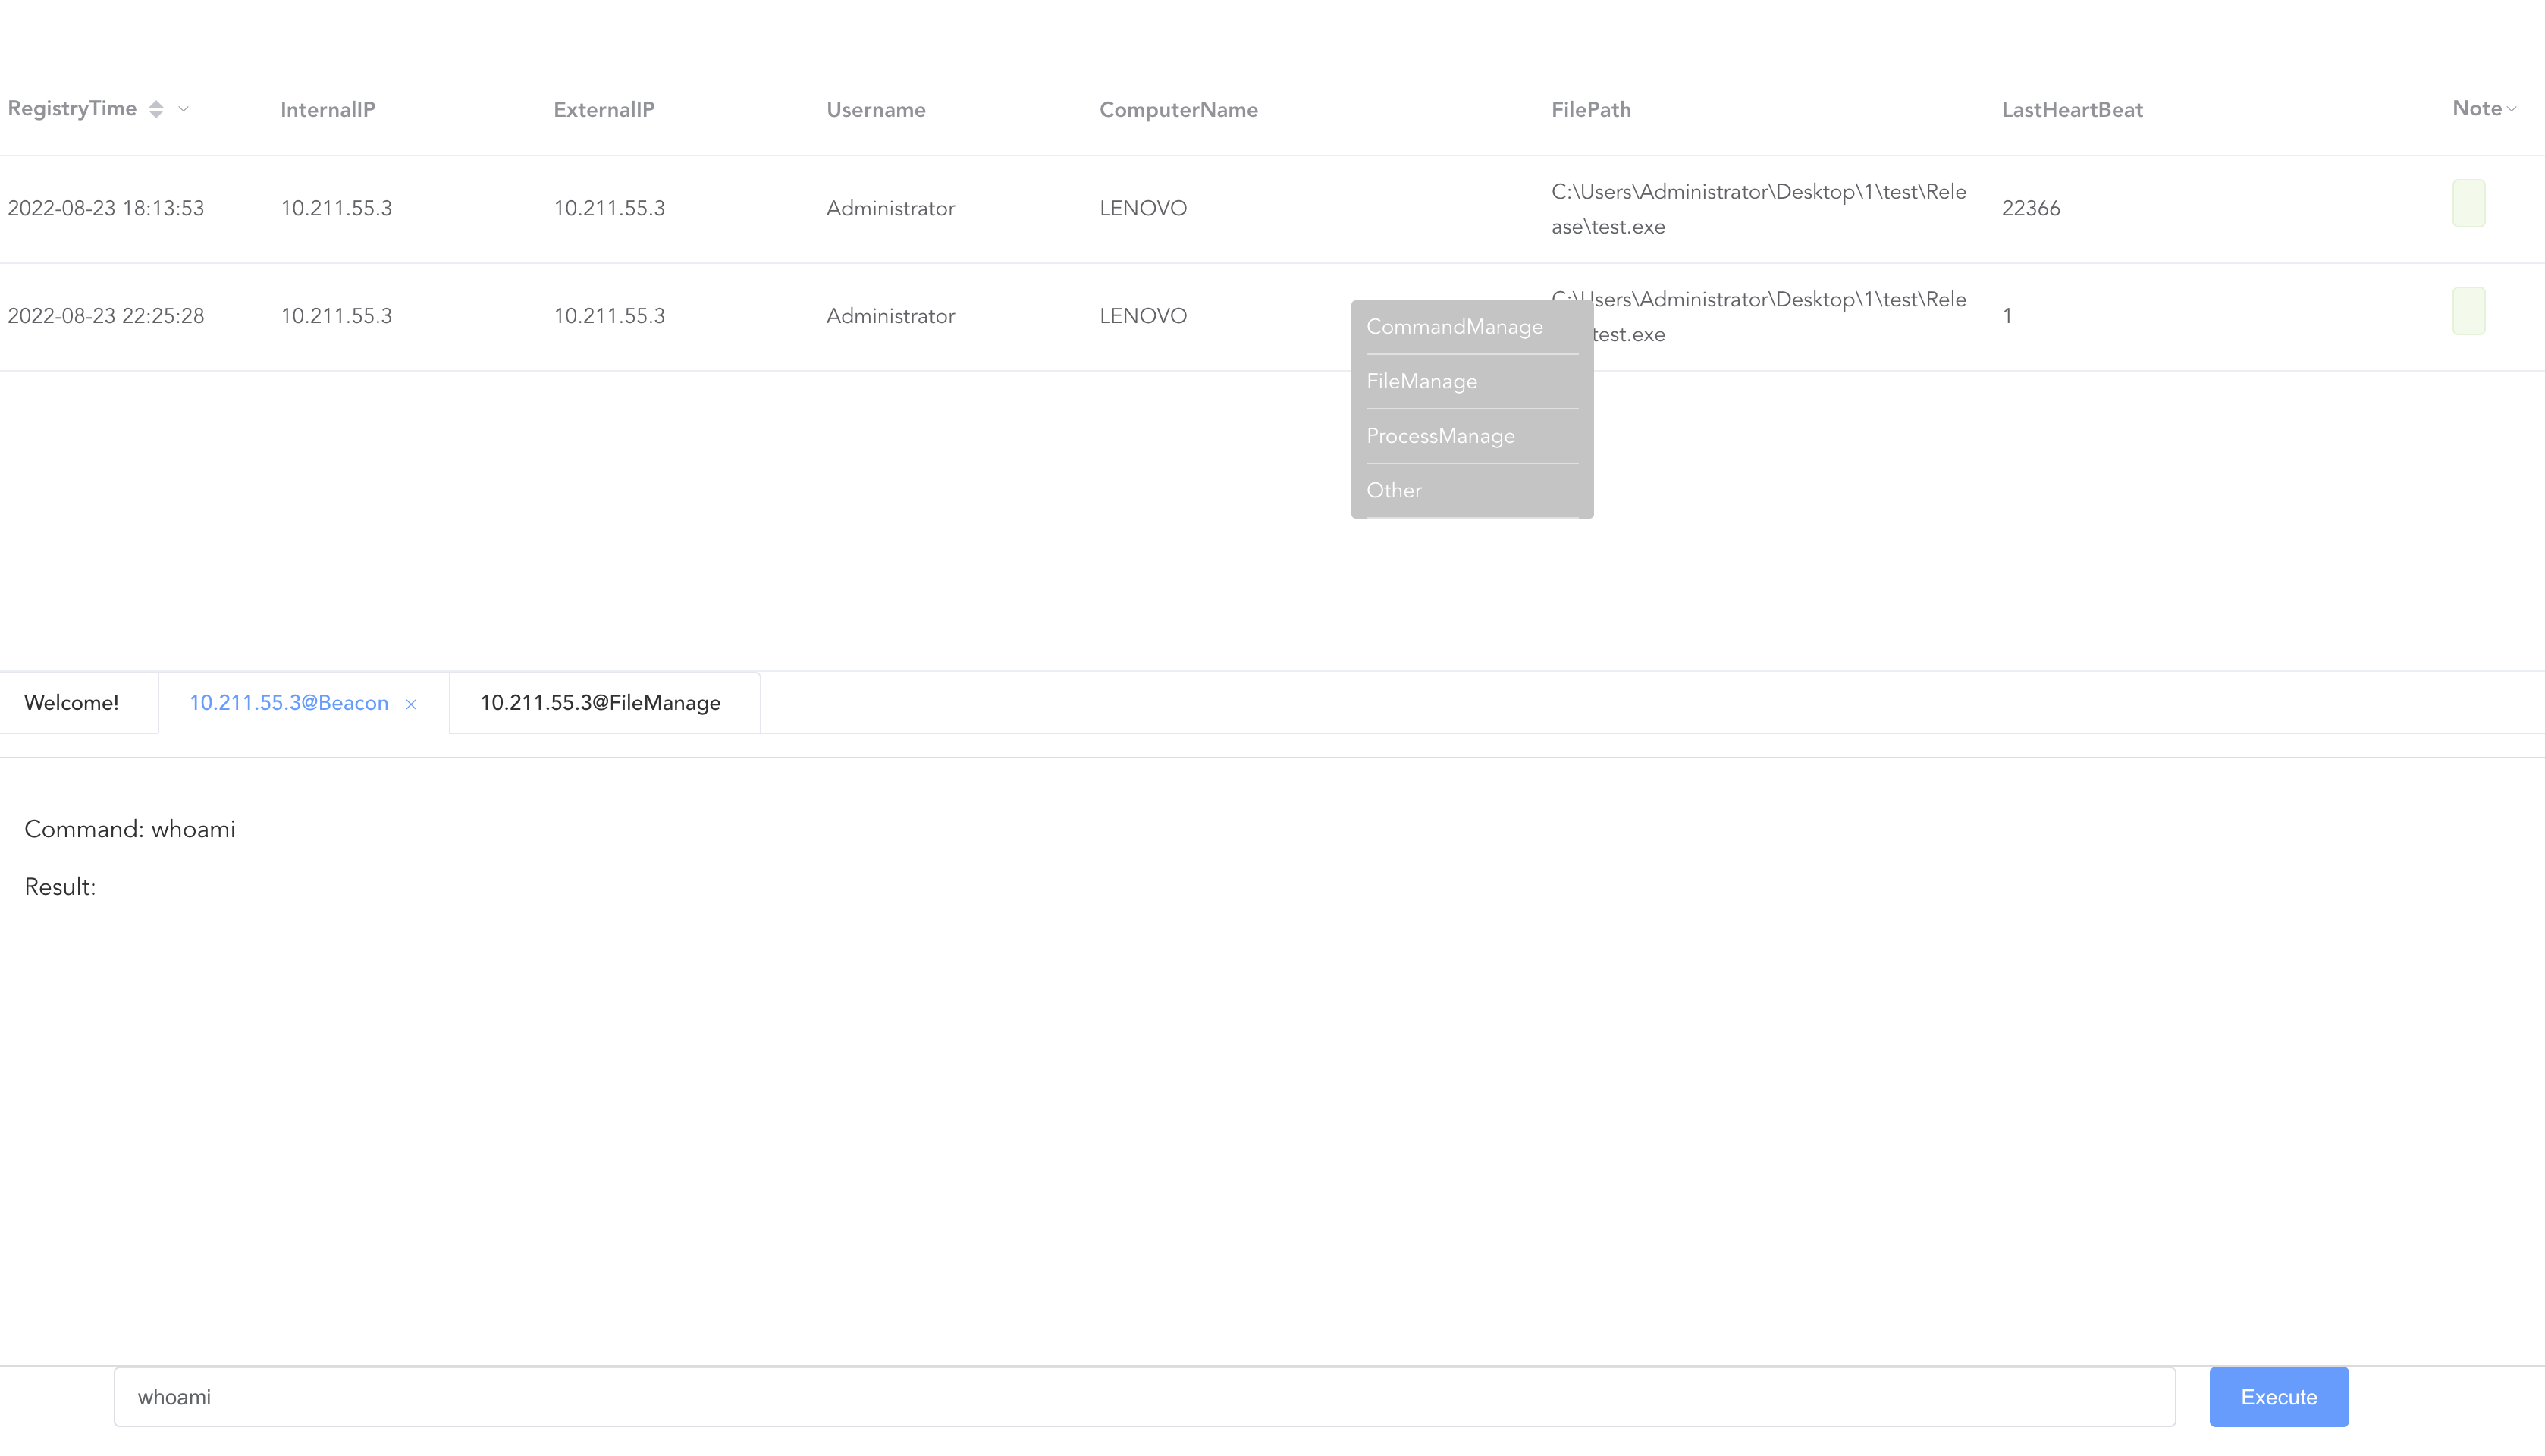 RegistryTime InternalIP ExternalIP Username ComputerName FilePath LastHeartBeat Note
2022-08-23 18:13:53 10.211.55.3 10.211.55.3 Administrator LENOVO C:\Users\Administrator\Desktop\1\test\Rele 22366
ase\test.exe
2022-08-23 22:25:28 10.211.55.3 10.211.55.3 Administrator LENOVO C:\Users\Administrator\Desktop\1\test\Rele 1
test.exe
CommandManage
FileManage
ProcessManage
Other
Welcome! 10.211.55.3@Beacon × 10.211.55.3@FileManage
Command: whoami
Result:
whoami Execute